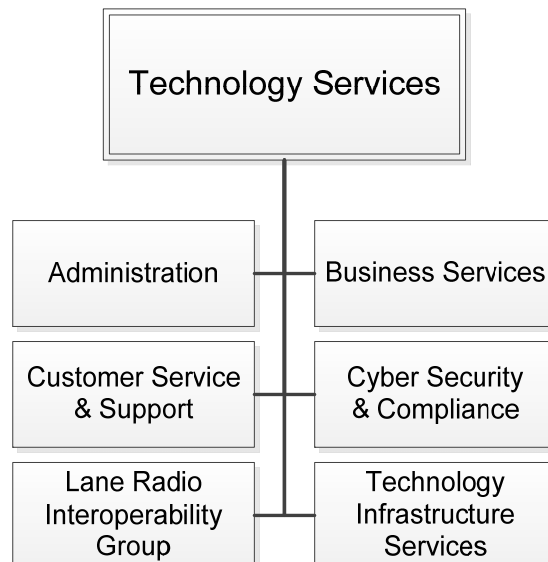 Technology Services
Administration
Business Services
Customer Service
& Support
Cyber Security
& Compliance
Lane Radio
Interoperability
Group
Technology
Infrastructure
Services